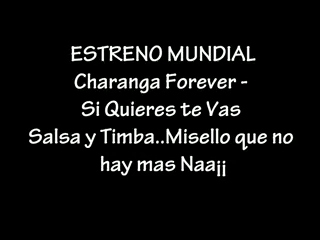 ESTRENO MUNDIAL
Charanga Forever -
Si Quieres te Vas
Salsa y Timba..Misello que no
hay mas Naa¡¡